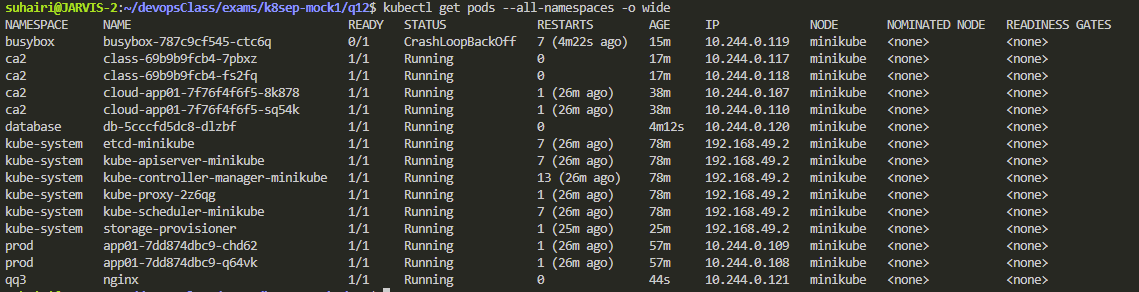 suhairi@JARVIS-2:~/devopsClass/exams/k8sep-mock1/q12$ kubectl get pods --all-namespaces -o wide
NAMESPACE NAME READY STATUS RESTARTS AGE IP NODE NOMINATED NODE READINESS GATES
busybox busybox-787c9cf545-ctc6q 0/1 CrashLoopBackOff 7 (4m22s ago) 15m 10.244.0.119 minikube <none> <none>
ca2 class-69b9b9fcb4-7pbxz 1/1 Running 0 17m 10.244.0.117 minikube <none> <none>
ca2 class-69b9b9fcb4-fs2fq 1/1 Running 0 17m 10.244.0.118 minikube <none> <none>
ca2 cloud-app01-7f76f4f6f5-8k878 1/1 Running 1 (26m ago) 38m 10.244.0.107 minikube <none> <none>
ca2 cloud-app01-7f76f4f6f5-sq54k 1/1 Running 1 (26m ago) 38m 10.244.0.110 minikube <none> <none>
database db-5cccfd5dc8-dlzbf 1/1 Running 0 4m12s 10.244.0.120 minikube <none> <none>
kube-system etcd-minikube 1/1 Running 7 (26m ago) 78m 192.168.49.2 minikube <none> <none>
kube-system kube-apiserver-minikube 1/1 Running 7 (26m ago) 78m 192.168.49.2 minikube <none> <none>
kube-system kube-controller-manager-minikube 1/1 Running 13 (26m ago) 78m 192.168.49.2 minikube <none> <none>
kube-system kube-proxy-2z6qg 1/1 Running 1 (26m ago) 78m 192.168.49.2 minikube <none> <none>
kube-system kube-scheduler-minikube 1/1 Running 7 (26m ago) 78m 192.168.49.2 minikube <none> <none>
kube-system storage-provisioner 1/1 Running 1 (25m ago) 25m 192.168.49.2 minikube <none> <none>
prod app01-7dd874dbc9-chd62 1/1 Running 1 (26m ago) 57m 10.244.0.109 minikube <none> <none>
prod app01-7dd874dbc9-q64vk 1/1 Running 1 (26m ago) 57m 10.244.0.108 minikube <none> <none>
qq3 nginx 1/1 Running 0 44s 10.244.0.121 minikube <none> <none>